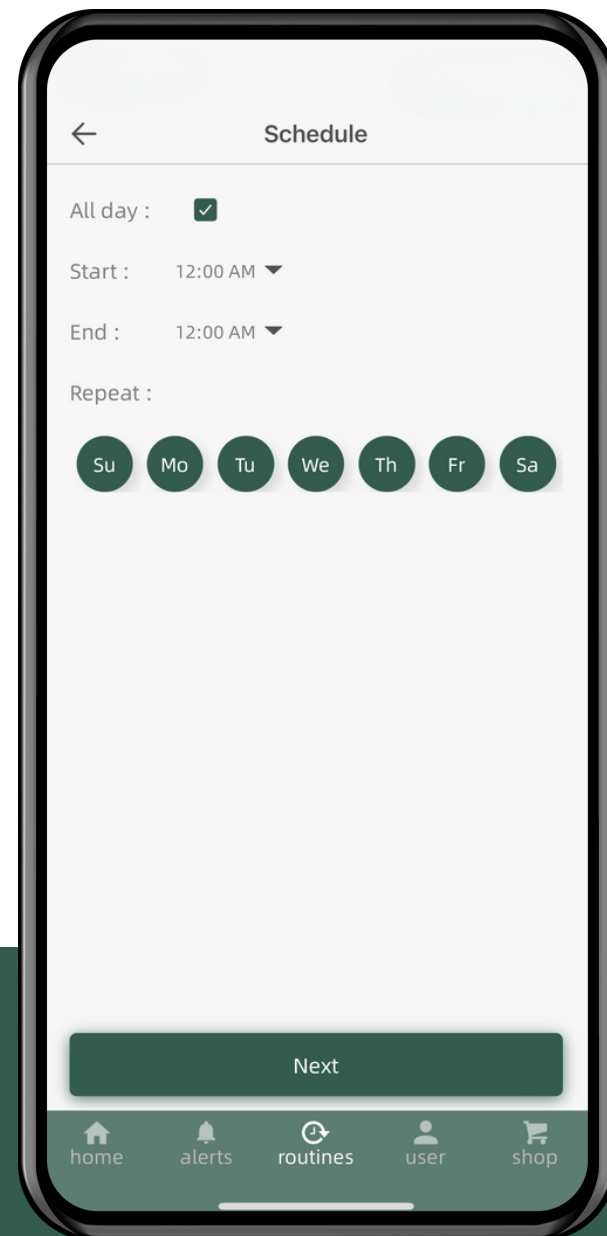 Schedule
All day :
Start : 12:00 AM
End : 12:00 AM
Repeat :
Su Mo Tu We Th Fr Sa
Next
home alerts routines user shop